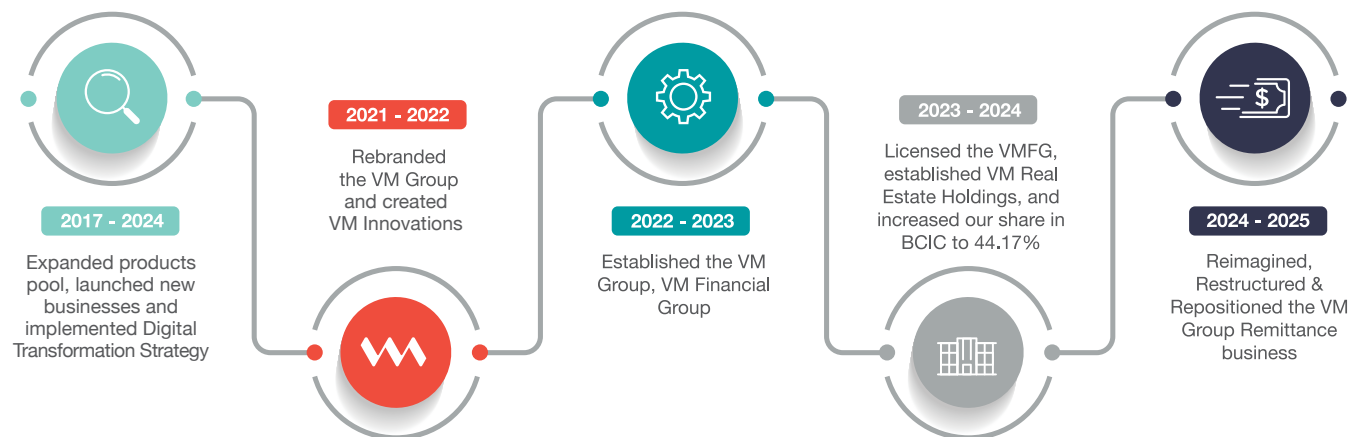 2017 - 2024
Expanded products
pool, launched new
businesses and
implemented Digital
Transformation Strategy
2021 - 2022
Rebranded
the VM Group
and created
VM Innovations
2022 - 2023
Established the VM
Group, VM Financial
Group
2023 - 2024
Licensed the VMFG,
established VM Real
Estate Holdings, and
increased our share in
BCIC to 44.17%
$
2024 - 2025
Reimagined,
Restructured &
Repositioned the VM
Group Remittance
business